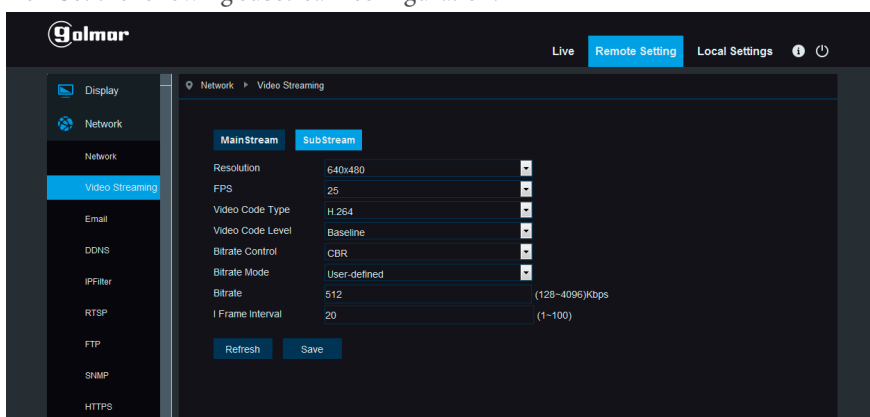 golmar
Live Remote Setting Local Settings
Display
Network
Network
Video Streaming
Email
DDNS
IPFilter
RTSP
FTP
SNMP
HTTPS
Network Video Streaming
MainStream SubStream
Resolution 640x480
FPS 25
Video Code Type H.264
Video Code Level Baseline
Bitrate Control CBR
Bitrate Mode User-defined
Bitrate 512 (128~4096)Kbps
I Frame Interval 20 (1~100)
Refresh Save